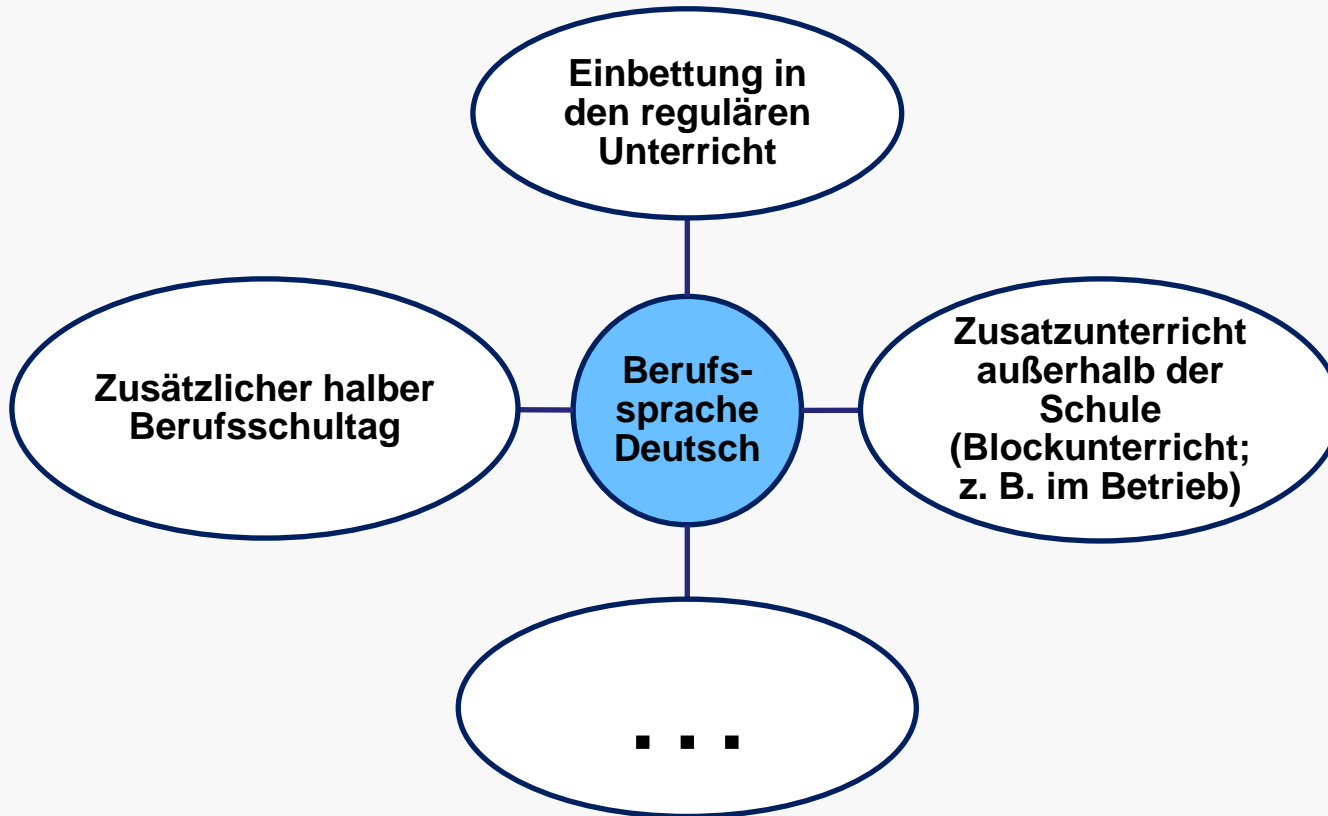 Einbettung in
den regulären
Unterricht
Zusätzlicher halber
Berufsschultag
Berufs-
sprache
Deutsch
Zusatzunterricht
außerhalb der
Schule
(Blockunterricht;
z. B. im Betrieb)
. . .